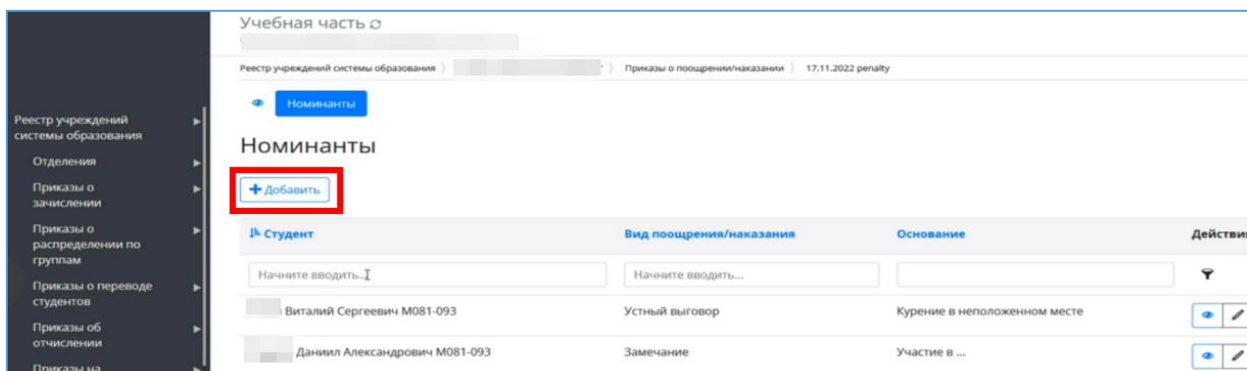 Учебная часть
Реестр учреждений системы образования
Приказы о поощрении/наказании
17.11.2022 penalty
Номинанты
Реестр учреждений
системы образования
Отделения
Приказы о
зачислении
Приказы о
распределении по
группам
Приказы о переводе
студентов
Приказы об
отчислении
Приказы на
Номинанты
Добавить
Студент
Вид поощрения/наказания
Основание
Действия
Начните вводить...
Начните вводить...
Виталий Сергеевич М081-093
Устный выговор
Курение в неположенном месте
Даниил Александрович М081-093
Замечание
Участие в ...